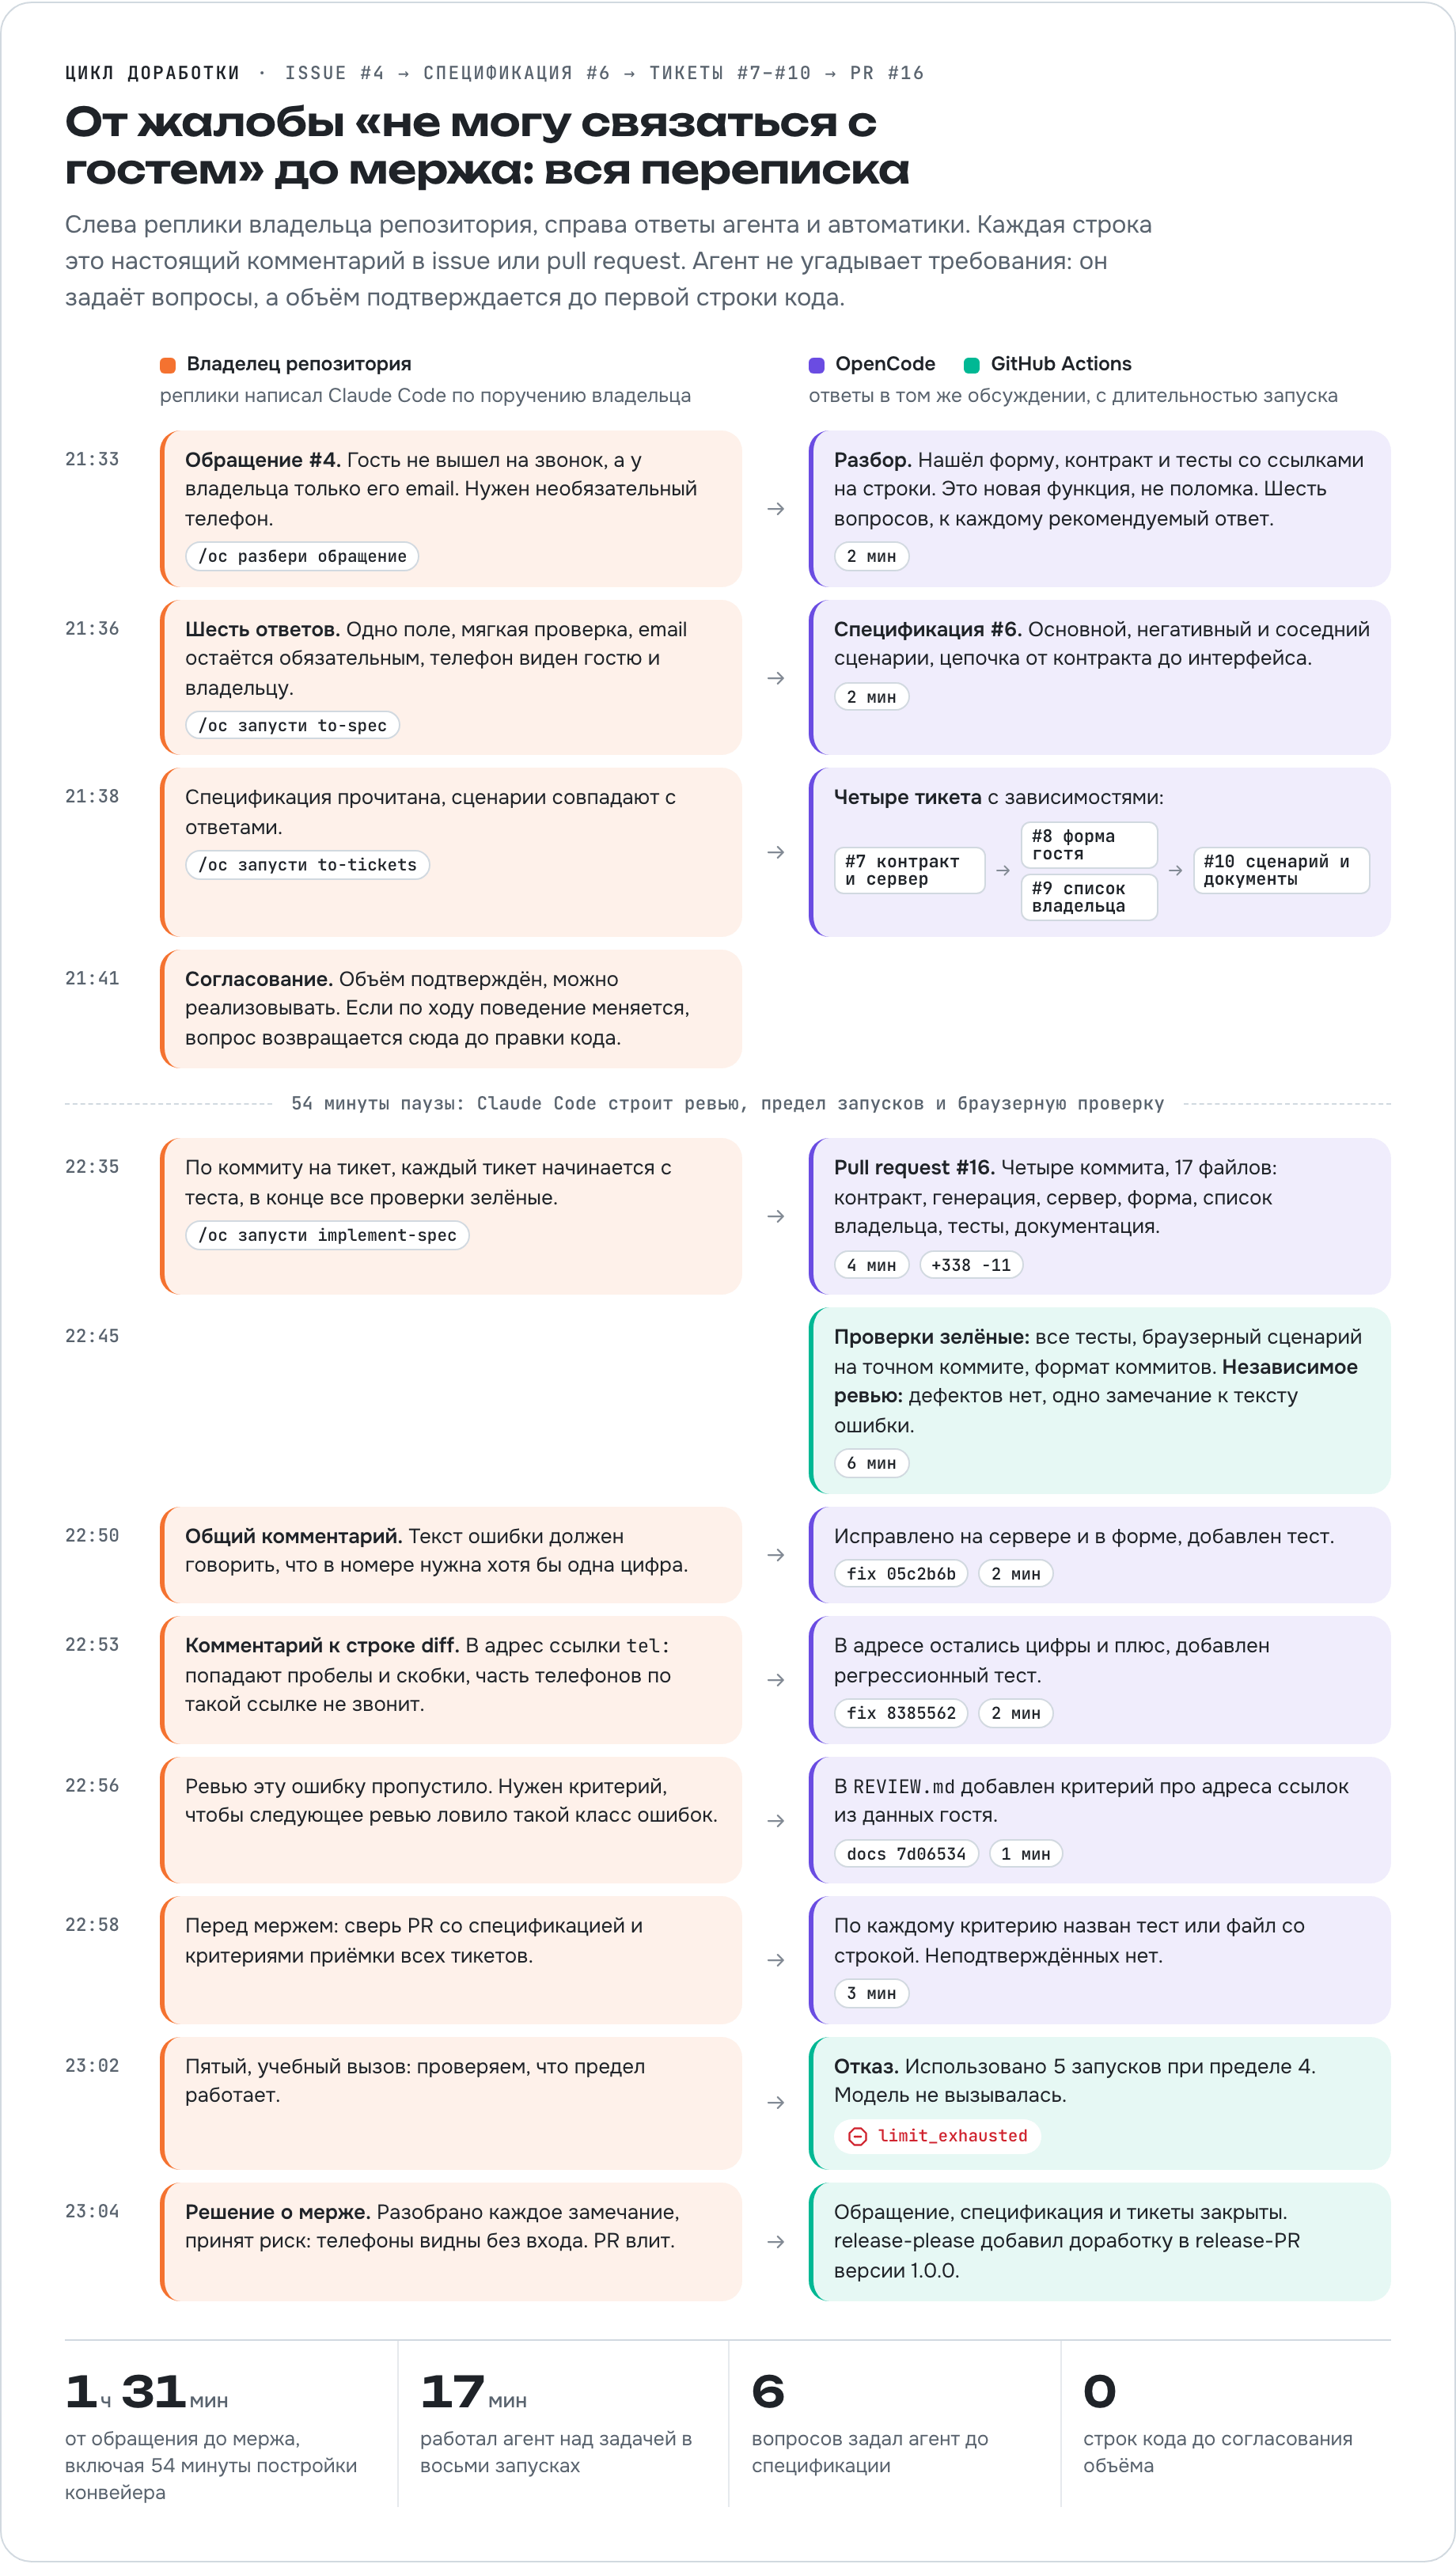 ЦИКЛ ДОРАБОТКИ · ISSUE #4 → СПЕЦИФИКАЦИЯ #6 → ТИКЕТЫ #7–#10 → PR #16
От жалобы «не могу связаться с
гостем» до мержа: вся переписка
Слева реплики владельца репозитория, справа ответы агента и автоматики. Каждая строка
это настоящий комментарий в issue или pull request. Агент не угадывает требования: он
задаёт вопросы, а объём подтверждается до первой строки кода.
Владелец репозитория
реплики написал Claude Code по поручению владельца
OpenCode GitHub Actions
ответы в том же обсуждении, с длительностью запуска
21:33
Обращение #4. Гость не вышел на звонок, а у
владельца только его email. Нужен необязательный
телефон.
/oc разбери обращение
→
Разбор. Нашёл форму, контракт и тесты со ссылками
на строки. Это новая функция, не поломка. Шесть
вопросов, к каждому рекомендуемый ответ.
2 мин
21:36
Шесть ответов. Одно поле, мягкая проверка, email
остаётся обязательным, телефон виден гостю и
владельцу.
/oc запусти to-spec
→
Спецификация #6. Основной, негативный и соседний
сценарии, цепочка от контракта до интерфейса.
2 мин
21:38
Спецификация прочитана, сценарии совпадают с
ответами.
/oc запусти to-tickets
→
Четыре тикета с зависимостями:
#7 контракт
и сервер
→
#8 форма
гостя
#9 список
владельца
→
#10 сценарий и
документы
21:41
Согласование. Объём подтверждён, можно
реализовывать. Если по ходу поведение меняется,
вопрос возвращается сюда до правки кода.
54 минуты паузы: Claude Code строит ревью, предел запусков и браузерную проверку
22:35
По коммиту на тикет, каждый тикет начинается с
теста, в конце все проверки зелёные.
/oc запусти implement-spec
→
Pull request #16. Четыре коммита, 17 файлов:
контракт, генерация, сервер, форма, список
владельца, тесты, документация.
4 мин +338 -11
22:45
Проверки зелёные: все тесты, браузерный сценарий
на точном коммите, формат коммитов. Независимое
ревью: дефектов нет, одно замечание к тексту
ошибки.
6 мин
22:50
Общий комментарий. Текст ошибки должен
говорить, что в номере нужна хотя бы одна цифра.
→
Исправлено на сервере и в форме, добавлен тест.
fix 05c2b6b 2 мин
22:53
Комментарий к строке diff. В адрес ссылки tel:
попадают пробелы и скобки, часть телефонов по
такой ссылке не звонит.
→
В адресе остались цифры и плюс, добавлен
регрессионный тест.
fix 8385562 2 мин
22:56
Ревью эту ошибку пропустило. Нужен критерий,
чтобы следующее ревью ловило такой класс ошибок.
→
В REVIEW.md добавлен критерий про адреса ссылок
из данных гостя.
docs 7d06534 1 мин
22:58
Перед мержем: сверь PR со спецификацией и
критериями приёмки всех тикетов.
→
По каждому критерию назван тест или файл со
строкой. Неподтверждённых нет.
3 мин
23:02
Пятый, учебный вызов: проверяем, что предел
работает.
→
Отказ. Использовано 5 запусков при пределе 4.
Модель не вызывалась.
limit_exhausted
23:04
Решение о мерже. Разобрано каждое замечание,
принят риск: телефоны видны без входа. PR влит.
→
Обращение, спецификация и тикеты закрыты.
release-please добавил доработку в release-PR
версии 1.0.0.
1 ч 31 мин
от обращения до мержа,
включая 54 минуты постройки
конвейера
17 мин
работал агент над задачей в
восьми запусках
6
вопросов задал агент до
спецификации
0
строк кода до согласования
объёма